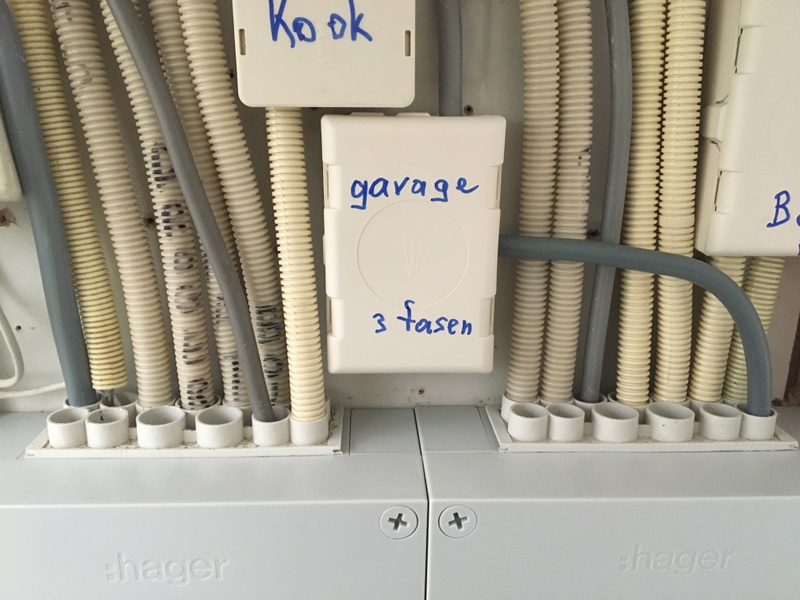 Kook
garage
3 fasen
:hager
:hager